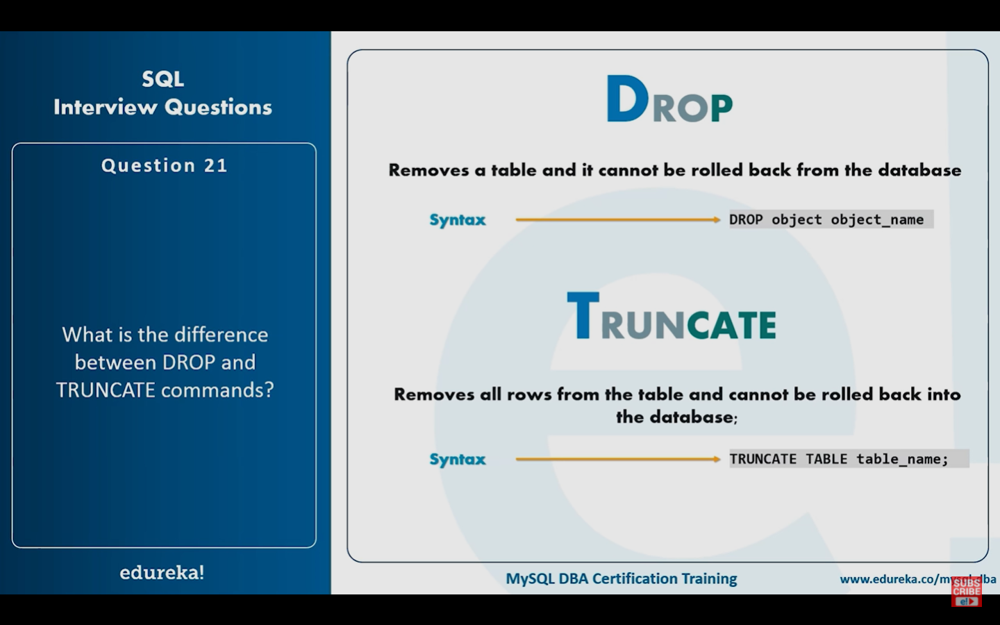 SQL
Interview Questions
Question 21
What is the difference
between DROP and
TRUNCATE commands?
edureka!
DROP
Removes a table and it cannot be rolled back from the database
Syntax
DROP object object_name
TRUNCATE
Removes all rows from the table and cannot be rolled back into
the database;
Syntax
TRUNCATE TABLE table_name;
MySQL DBA Certification Training
www.edureka.co/mysql-dba
SUBS
CRIBE
e!